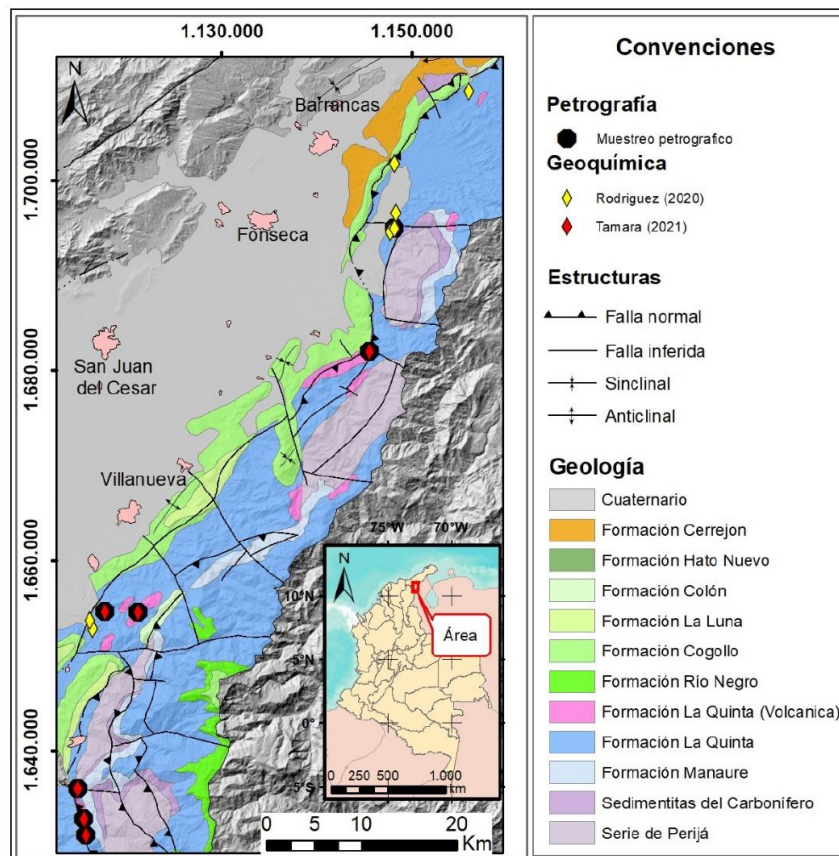 1.130.000
1.150.000
N
Barrancas
1.700.000
Fonseca
1.680.000
San Juan
del Cesar
Villanueva
1.660.000
1.640.000
75°W
70°W
N
10°N
Área
5°N
0°
5°S
0 250 500 1.000
km
0 5 10 20
Km
Convenciones
Petrografía
Muestreo petrografico
Geoquímica
Rodriguez (2020)
Tamara (2021)
Estructuras
Falla normal
Falla inferida
Sinclinal
Anticlinal
Geología
Cuaternario
Formación Cerrejon
Formación Hato Nuevo
Formación Colón
Formación La Luna
Formación Cogollo
Formación Río Negro
Formación La Quinta (Volcanica)
Formación La Quinta
Formación Manaure
Sedimentitas del Carbonífero
Serie de Perijá